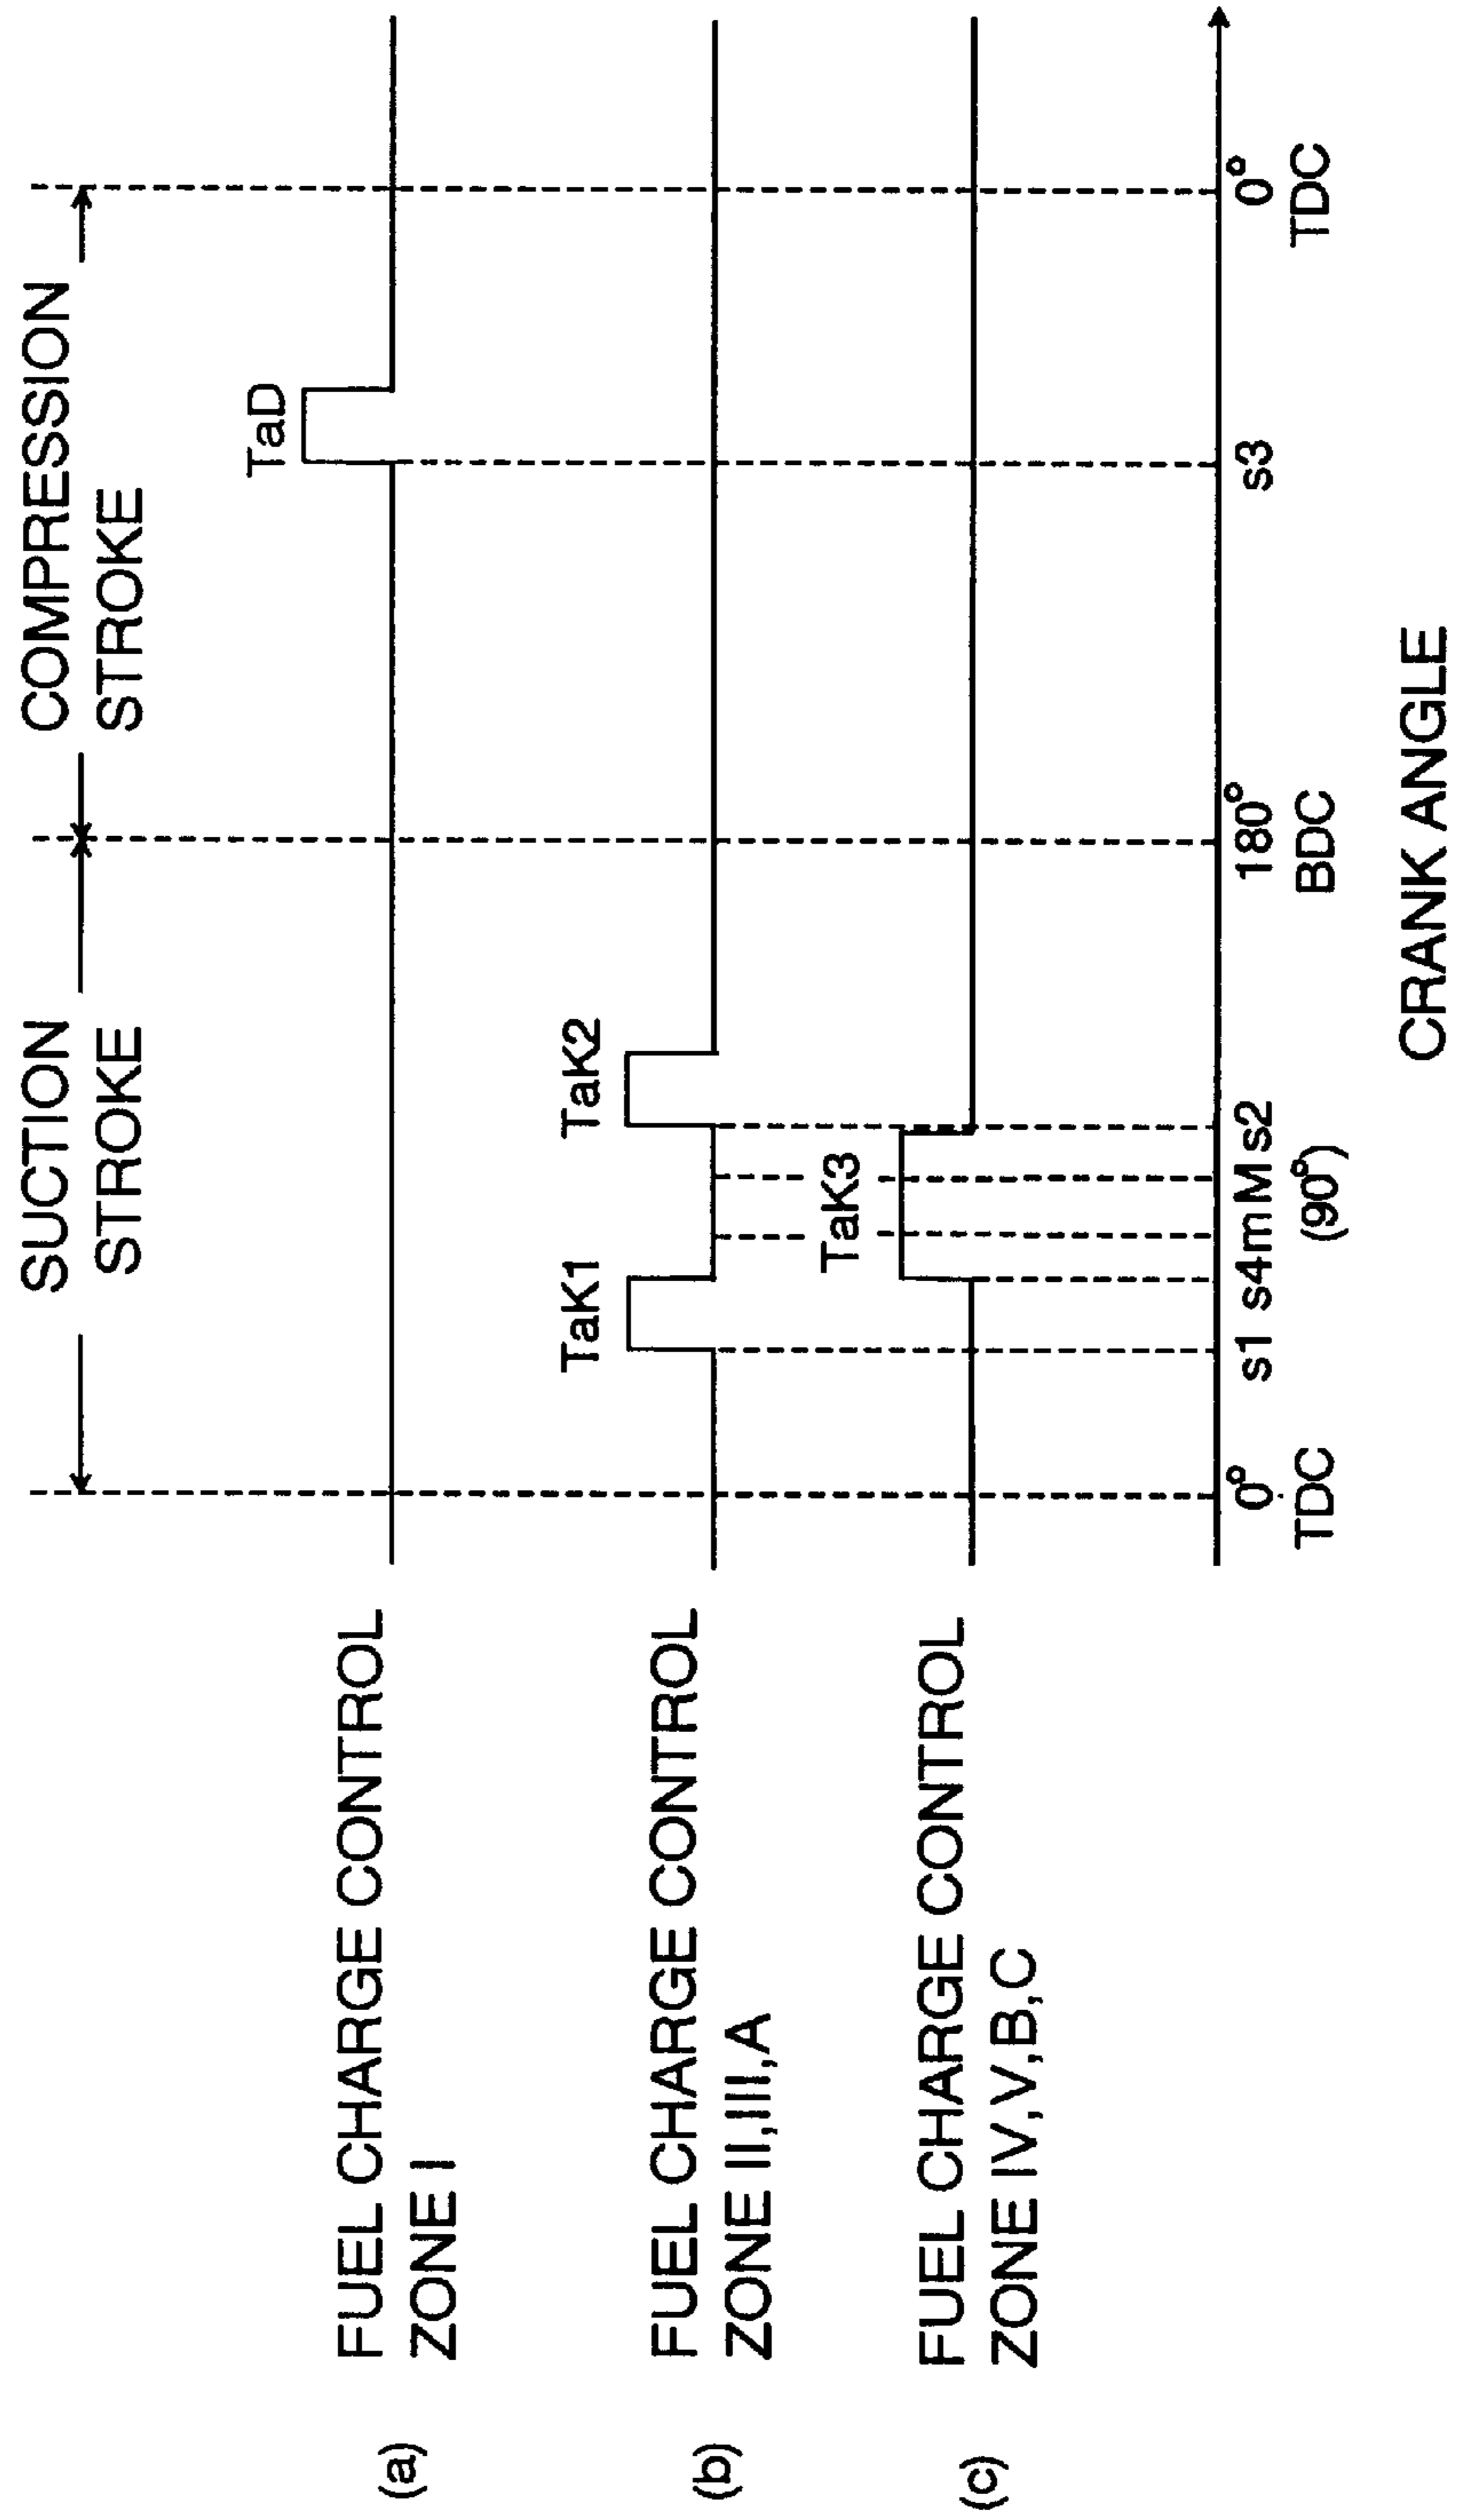 SUCTION
STROKE
COMPRESSION
STROKE
TaD
(a) FUEL CHARGE CONTROL
ZONE I
TaK1
TaK2
(b) FUEL CHARGE CONTROL
ZONE II,III,A
TaK3
(c) FUEL CHARGE CONTROL
ZONE IV,V,B,C
0° s1 s4 m M s2 180° s3 0°
TDC (90°) BDC TDC
CRANK ANGLE